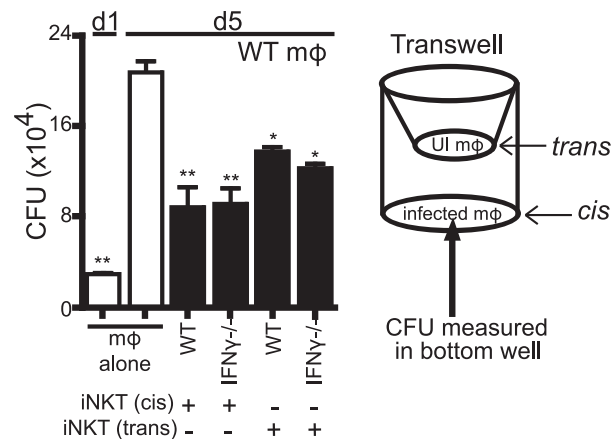 d1 d5
24
WT mϕ
16
8
0
CFU (x10⁴)
** ** ** * *
mϕ
alone
WT
IFNγ-/-
WT
IFNγ-/-
iNKT (cis) + + - -
iNKT (trans) - - + +
Transwell
UI mϕ
trans
infected mϕ
cis
CFU measured
in bottom well